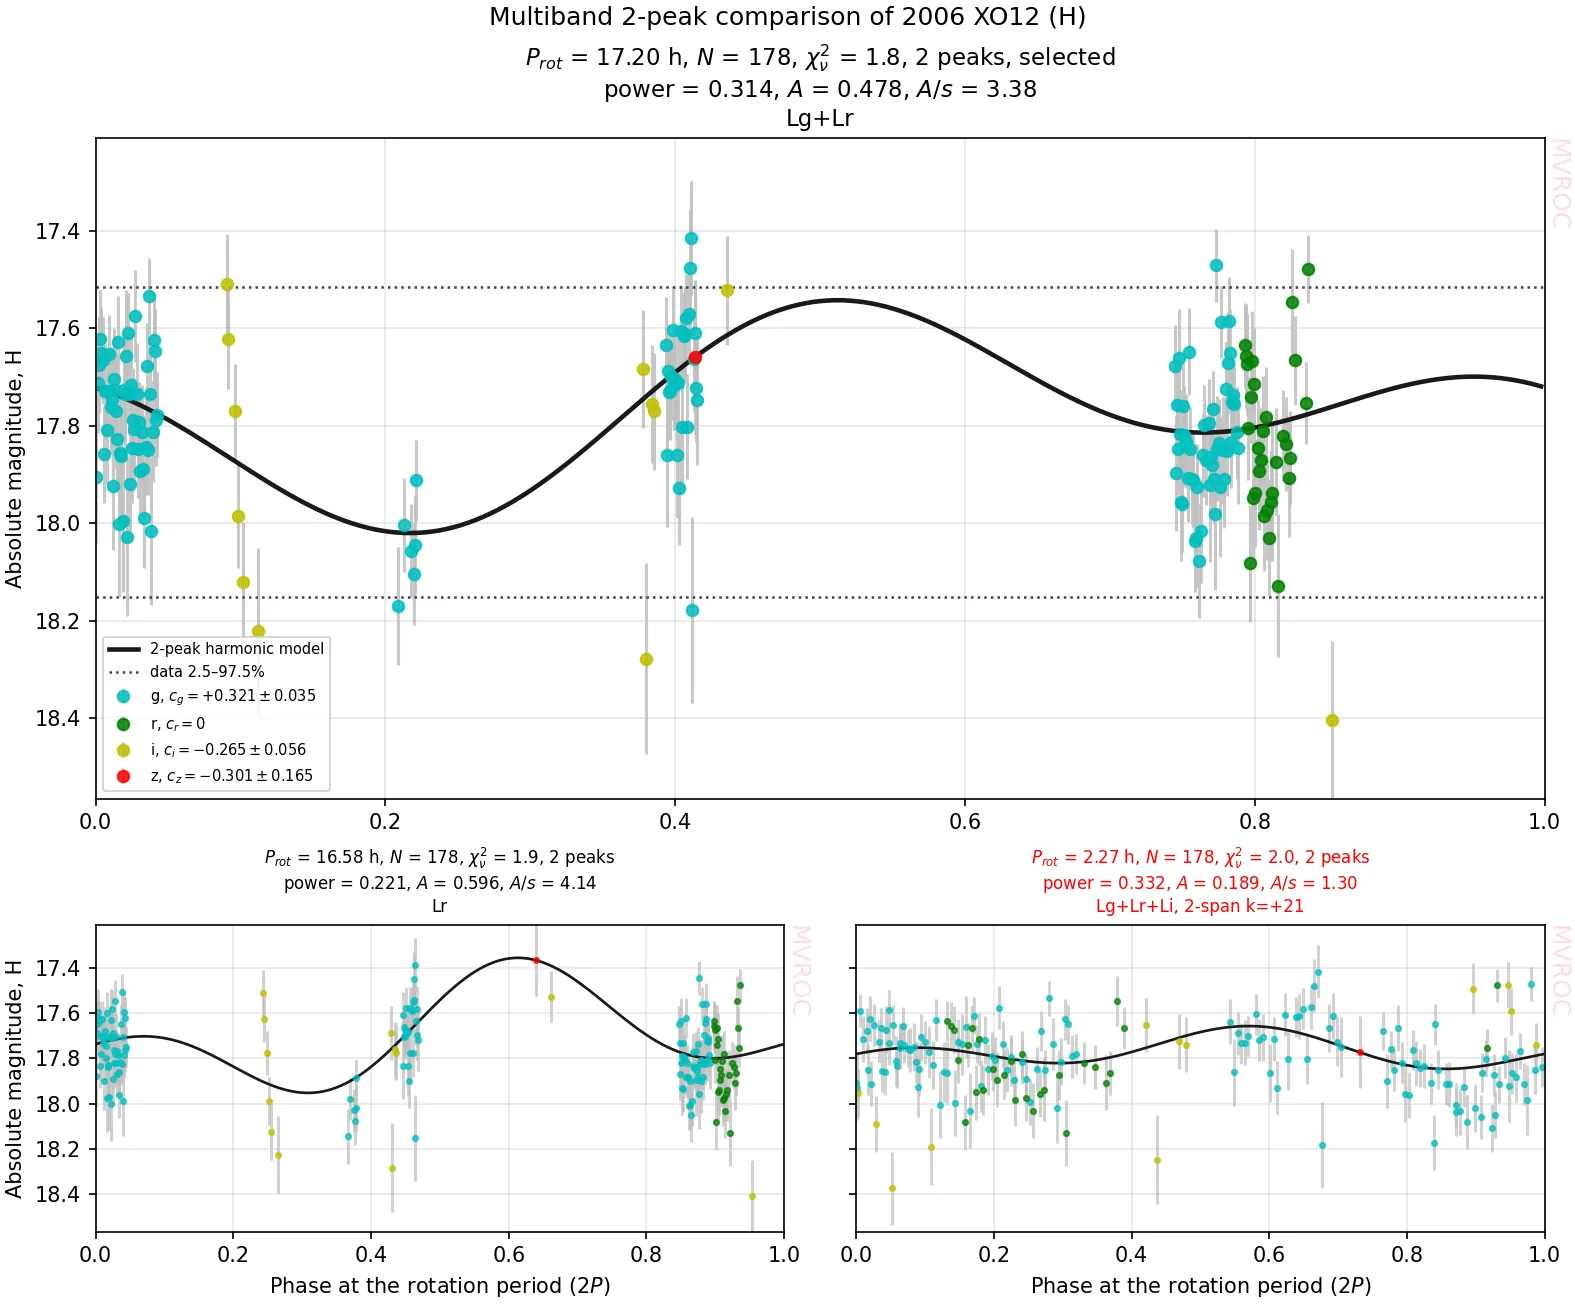 Multiband 2-peak comparison of 2006 XO12 (H)
P_rot = 17.20 h, N = 178, χ²_ν = 1.8, 2 peaks, selected
power = 0.314, A = 0.478, A/s = 3.38
Lg+Lr
MVROC
Absolute magnitude, H
17.4
17.6
17.8
18.0
18.2
18.4
2-peak harmonic model
data 2.5–97.5%
g, c_g = +0.321 ± 0.035
r, c_r = 0
i, c_i = −0.265 ± 0.056
z, c_z = −0.301 ± 0.165
0.0 0.2 0.4 0.6 0.8 1.0
P_rot = 16.58 h, N = 178, χ²_ν = 1.9, 2 peaks
power = 0.221, A = 0.596, A/s = 4.14
Lr
MVROC
Absolute magnitude, H
17.4
17.6
17.8
18.0
18.2
18.4
0.0 0.2 0.4 0.6 0.8 1.0
Phase at the rotation period (2P)
P_rot = 2.27 h, N = 178, χ²_ν = 2.0, 2 peaks
power = 0.332, A = 0.189, A/s = 1.30
Lg+Lr+Li, 2-span k=+21
MVROC
0.0 0.2 0.4 0.6 0.8 1.0
Phase at the rotation period (2P)